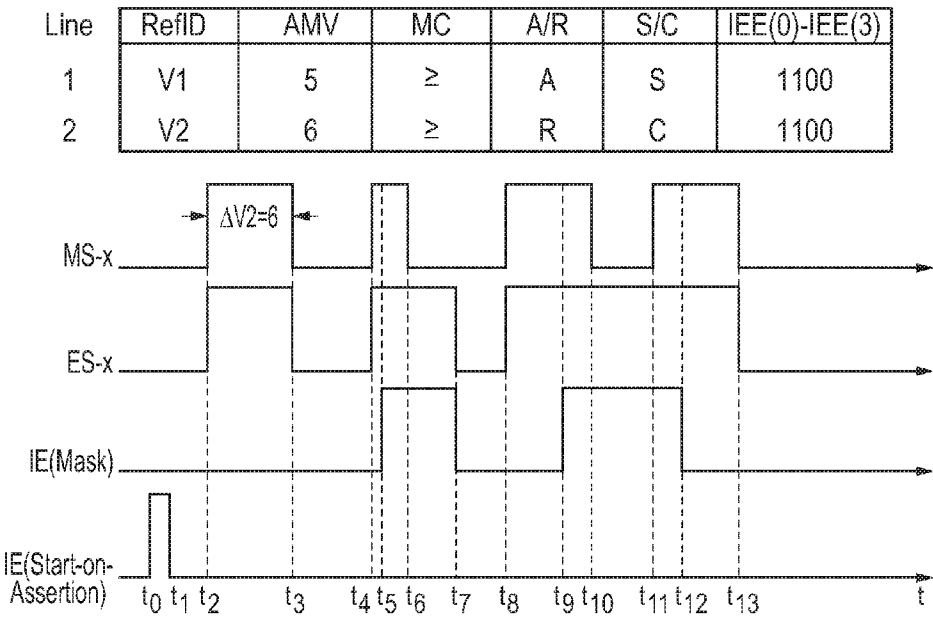 Line RefID AMV MC A/R S/C IEE(0)-IEE(3)
1 V1 5 ≥ A S 1100
2 V2 6 ≥ R C 1100
ΔV2=6
MS-x
ES-x
IE(Mask)
IE(Start-on-
Assertion)
t0 t1 t2 t3 t4 t5 t6 t7 t8 t9 t10 t11 t12 t13 t